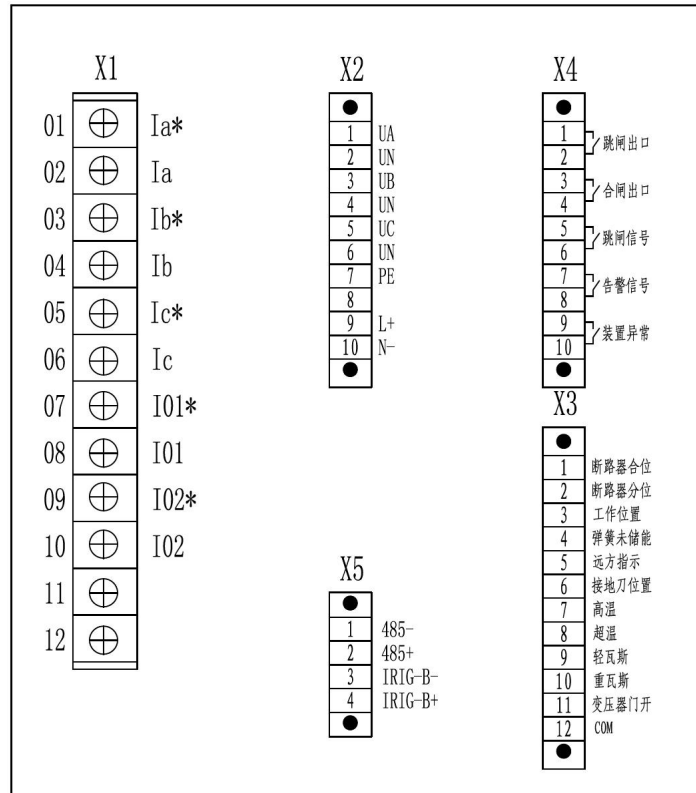 X1
01 Ia*
02 Ia
03 Ib*
04 Ib
05 Ic*
06 Ic
07 I01*
08 I01
09 I02*
10 I02
11
12
X2
1 UA
2 UN
3 UB
4 UN
5 UC
6 UN
7 PE
8
9 L+
10 N-
X5
1 485-
2 485+
3 IRIG-B-
4 IRIG-B+
X4
1
跳闸出口
2
3
合闸出口
4
5
跳闸信号
6
7
告警信号
8
9
装置异常
10
X3
1 断路器合位
2 断路器分位
3 工作位置
4 弹簧未储能
5 远方指示
6 接地刀位置
7 高温
8 超温
9 轻瓦斯
10 重瓦斯
11 变压器门开
12 COM